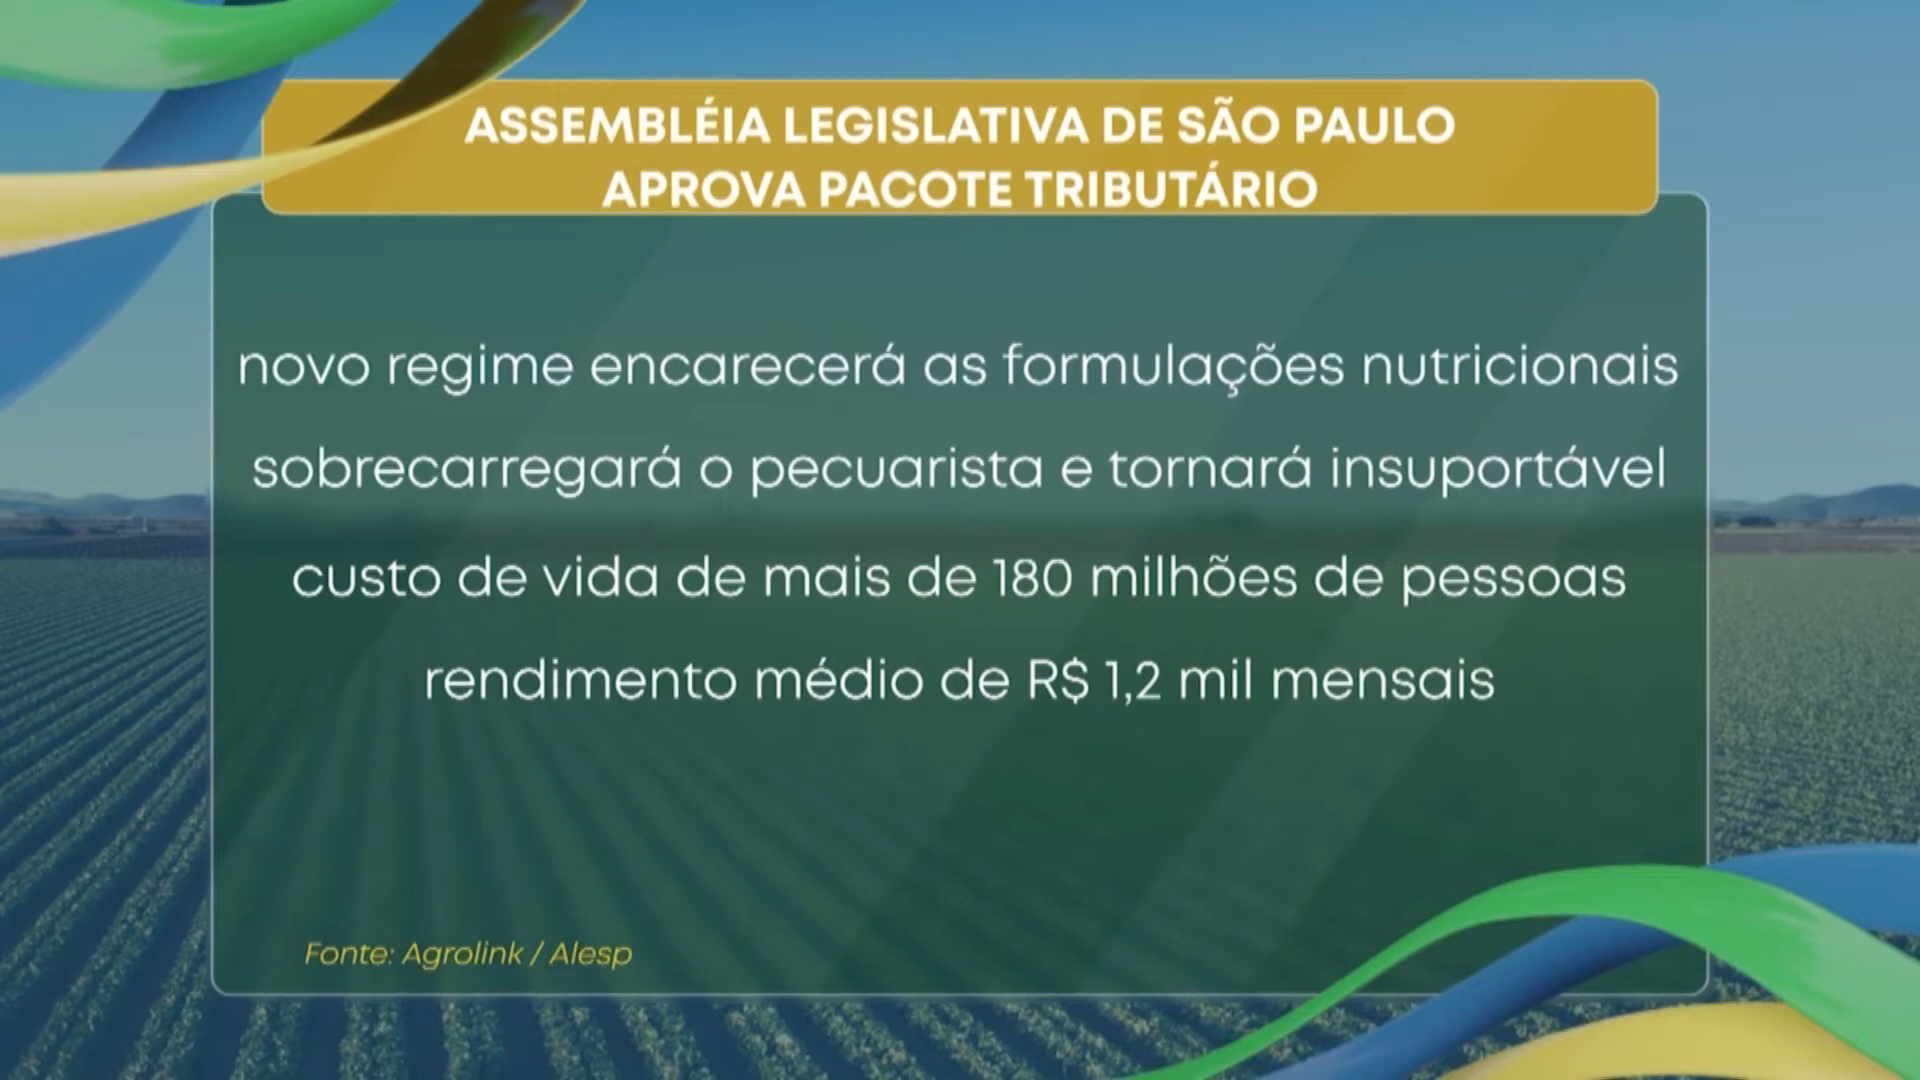 ASSEMBLÉIA LEGISLATIVA DE SÃO PAULO
APROVA PACOTE TRIBUTÁRIO
novo regime encarecerá as formulações nutricionais
sobrecarregará o pecuarista e tornará insuportável
custo de vida de mais de 180 milhões de pessoas
rendimento médio de R$ 1,2 mil mensais
Fonte: Agrolink / Alesp